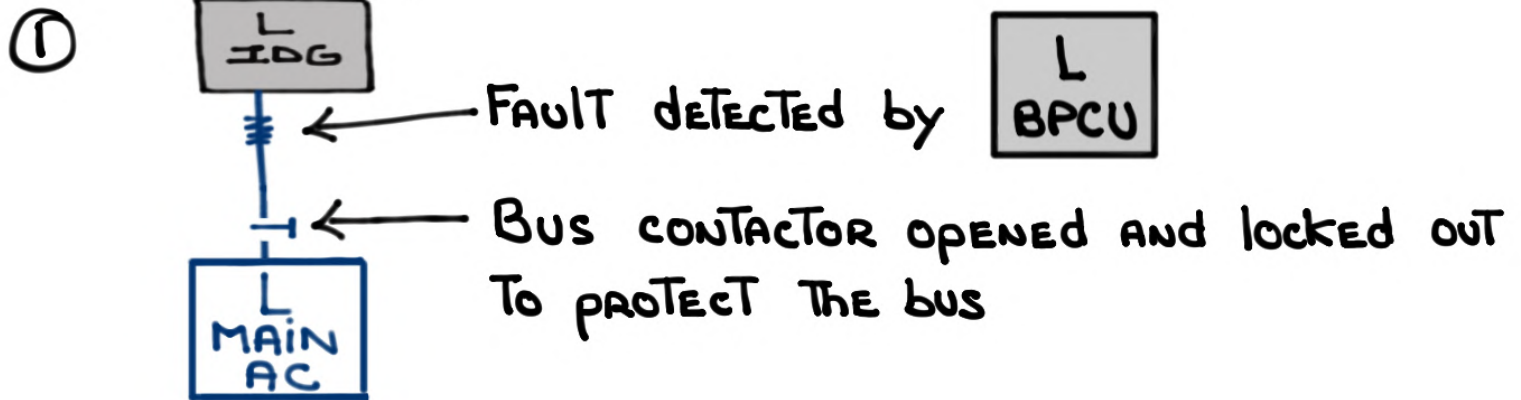 1
L
IDG
FAULT detected by
L
BPCU
Bus contactor opened and locked out
To protect the bus
L
MAIN
AC